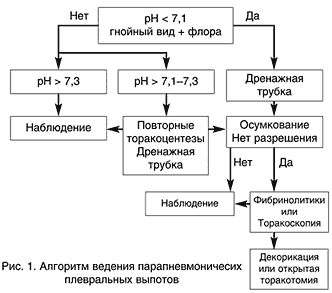 Нет
pH < 7,1
гнойный вид + флора
Да
pH > 7,3
pH > 7,1–7,3
Дренажная
трубка
Наблюдение
Повторные
торакоцентезы
Дренажная
трубка
Осумкование
Нет разрешения
Нет
Да
Наблюдение
Фибринолитики
или
Торакоскопия
Декорикация
или открытая
торакотомия
Рис. 1. Алгоритм ведения парапневмонических
плевральных выпотов